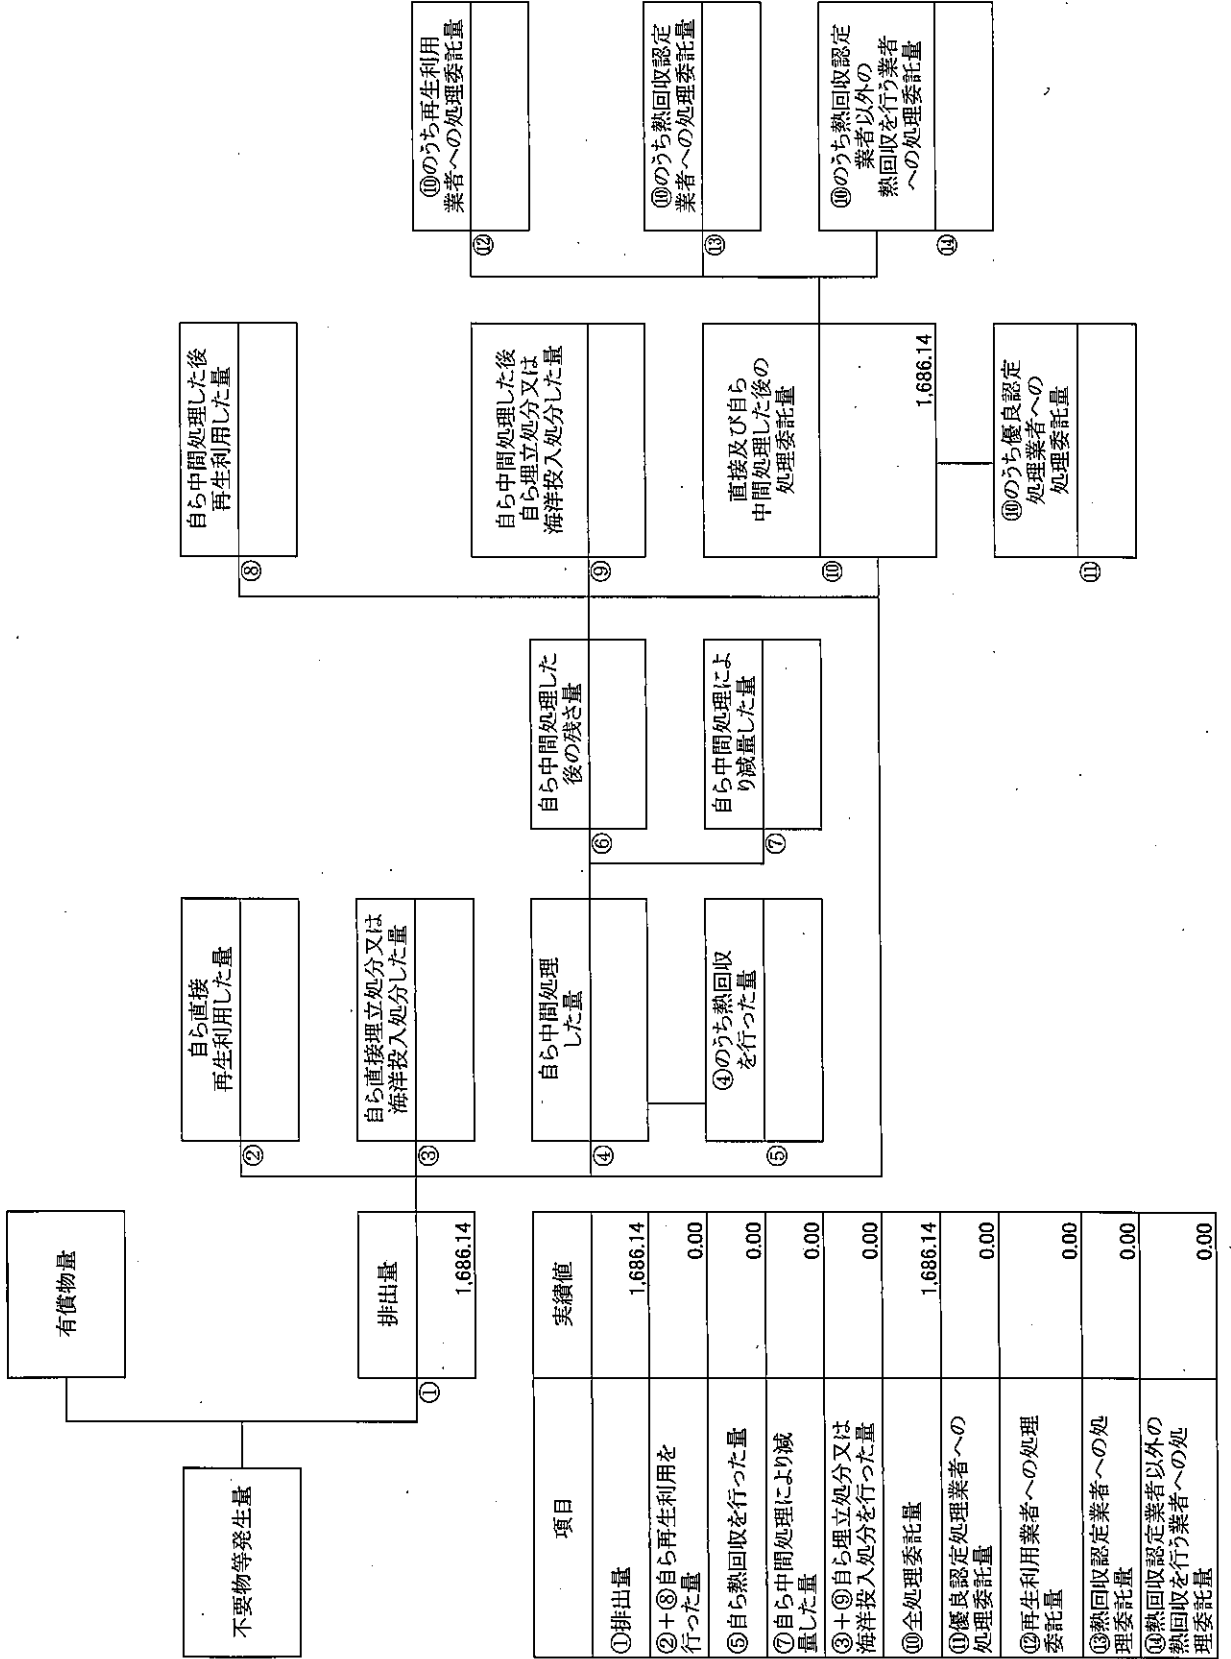 不要物等発生量
有償物量
排出量
①
1,686.14
自ら直接
再生利用した量
②
自ら直接埋立処分又は
海洋投入処分した量
③
自ら中間処理
した量
④
④のうち熱回収
を行った量
⑤
自ら中間処理した
後の残さ量
⑥
自ら中間処理によ
り減量した量
⑦
自ら中間処理した後
再生利用した量
⑧
自ら中間処理した後
自ら埋立処分又は
海洋投入処分した量
⑨
直接及び自ら
中間処理した後の
処理委託量
⑩
1,686.14
⑩のうち優良認定
処理業者への
処理委託量
⑪
⑩のうち再生利用
業者への処理委託量
⑫
⑩のうち熱回収認定
業者への処理委託量
⑬
⑩のうち熱回収認定
業者以外の
熱回収を行う業者
への処理委託量
⑭
項目 実績値
①排出量 1,686.14
②+⑧自ら再生利用を
行った量 0.00
⑤自ら熱回収を行った量 0.00
⑦自ら中間処理により減
量した量 0.00
③+⑨自ら埋立処分又は
海洋投入処分を行った量 0.00
⑩全処理委託量 1,686.14
⑪優良認定処理業者への
処理委託量 0.00
⑫再生利用業者への処理
委託量 0.00
⑬熱回収認定業者への処
理委託量 0.00
⑭熱回収認定業者以外の
熱回収を行う業者への処
理委託量 0.00